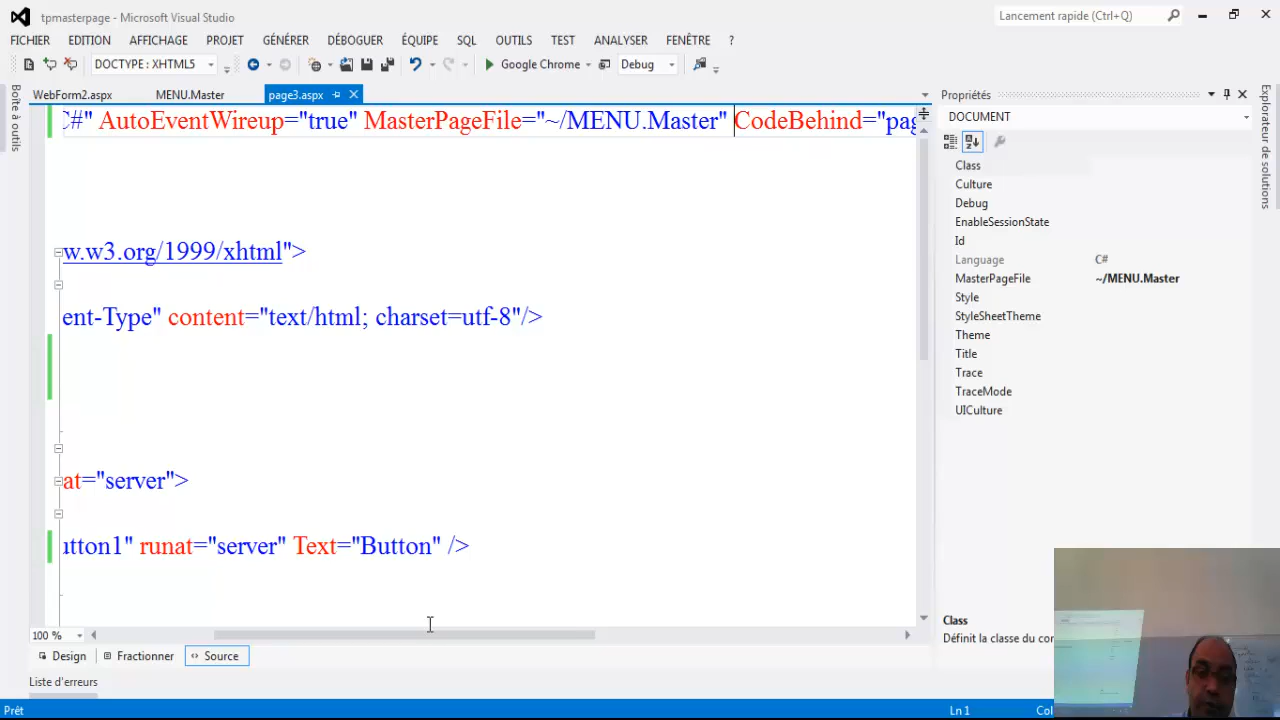 tpmasterpage - Microsoft Visual Studio
Lancement rapide (Ctrl+Q)
FICHIER EDITION AFFICHAGE PROJET GÉNÉRER DÉBOGUER ÉQUIPE SQL OUTILS TEST ANALYSER FENÊTRE ?
DOCTYPE : XHTML5 Google Chrome Debug
Boîte à outils
WebForm2.aspx MENU.Master page3.aspx
C#" AutoEventWireup="true" MasterPageFile="~/MENU.Master" CodeBehind="pag
w.w3.org/1999/xhtml">
ent-Type" content="text/html; charset=utf-8"/>
at="server">
utton1" runat="server" Text="Button" />
100 %
Design Fractionner Source
Liste d'erreurs
Prêt
Ln 1 Col
Propriétés
DOCUMENT
Class
Culture
Debug
EnableSessionState
Id
Language C#
MasterPageFile ~/MENU.Master
Style
StyleSheetTheme
Theme
Title
Trace
TraceMode
UICulture
Class
Définit la classe du con
Explorateur de solutions